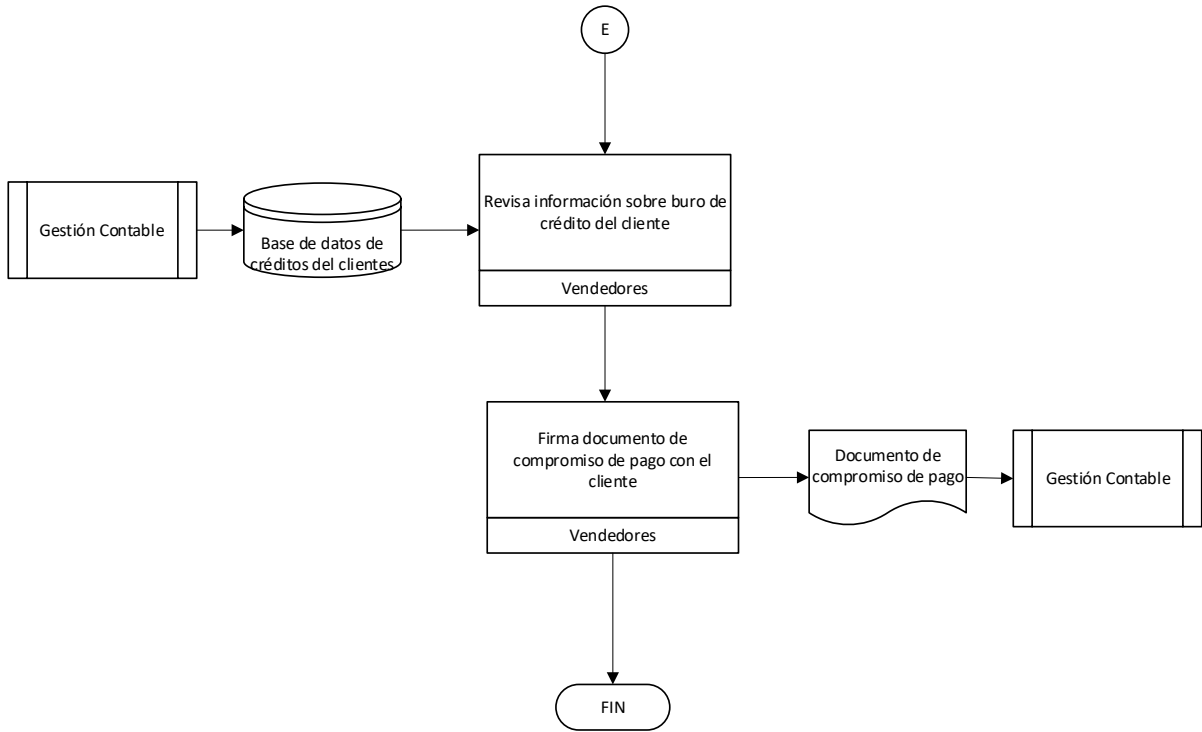 E
Gestión Contable
Base de datos de
créditos del clientes
Revisa información sobre buro de
crédito del cliente
Vendedores
Firma documento de
compromiso de pago con el
cliente
Vendedores
Documento de
compromiso de pago
Gestión Contable
FIN